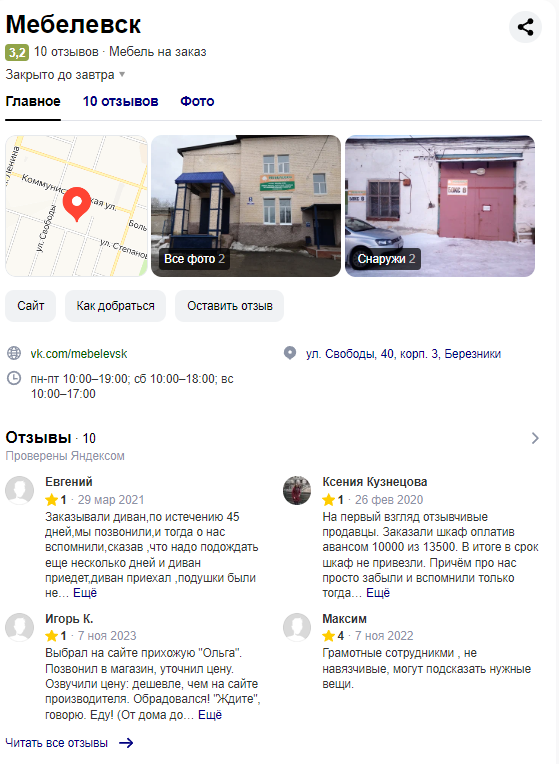 Мебелевск
3,2 10 отзывов · Мебель на заказ
Закрыто до завтра
Главное 10 отзывов Фото
Ленина
Коммунис
кая ул.
ул. Свободы
Боль
ул. Степанов
Все фото 2
БОКС 8
Снаружи 2
Сайт Как добраться Оставить отзыв
vk.com/mebelevsk
ул. Свободы, 40, корп. 3, Березники
пн-пт 10:00–19:00; сб 10:00–18:00; вс
10:00–17:00
Отзывы · 10
Проверены Яндексом
Евгений
1 · 29 мар 2021
Заказывали диван,по истечению 45
дней,мы позвонили,и тогда о нас
вспомнили,сказав ,что надо подождать
еще несколько дней и диван
приедет,диван приехал ,подушки были
не... Ещё
Ксения Кузнецова
1 · 26 фев 2020
На первый взгляд отзывчивые
продавцы. Заказали шкаф оплатив
авансом 10000 из 13500. В итоге в срок
шкаф не привезли. Причём про нас
просто забыли и вспомнили только
тогда... Ещё
Игорь К.
1 · 7 ноя 2023
Выбрал на сайте прихожую "Ольга".
Позвонил в магазин, уточнил цену.
Озвучили цену: дешевле, чем на сайте
производителя. Обрадовался! "Ждите",
говорю. Еду! (От дома до... Ещё
Максим
4 · 7 ноя 2022
Грамотные сотрудникми , не
навязчивые, могут подсказать нужные
вещи.
Читать все отзывы